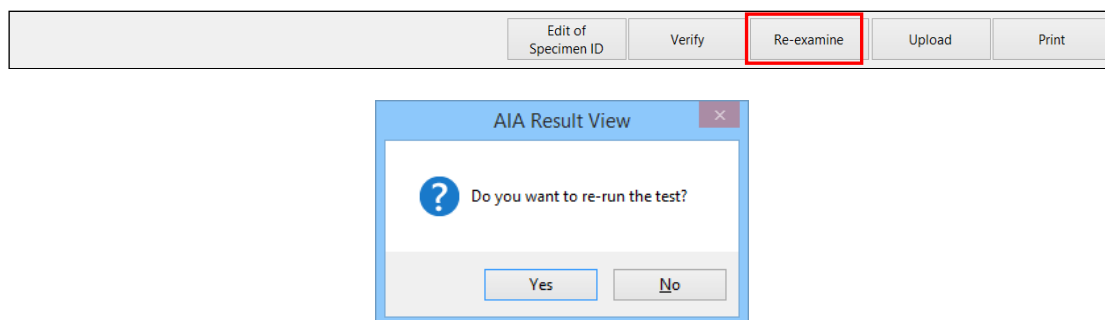 Edit of
Specimen ID
Verify
Re-examine
Upload
Print
AIA Result View
Do you want to re-run the test?
Yes
No